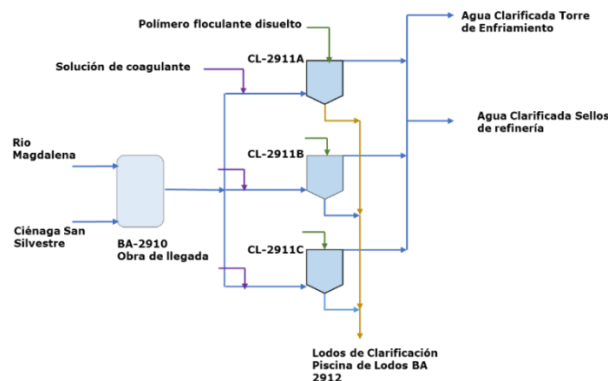 Polímero floculante disuelto
Agua Clarificada Torre
de Enfriamiento
Solución de coagulante
CL-2911A
Agua Clarificada Sellos
de refinería
Rio
Magdalena
CL-2911B
Ciénaga San
Silvestre
BA-2910
Obra de llegada
CL-2911C
Lodos de Clarificación
Piscina de Lodos BA
2912